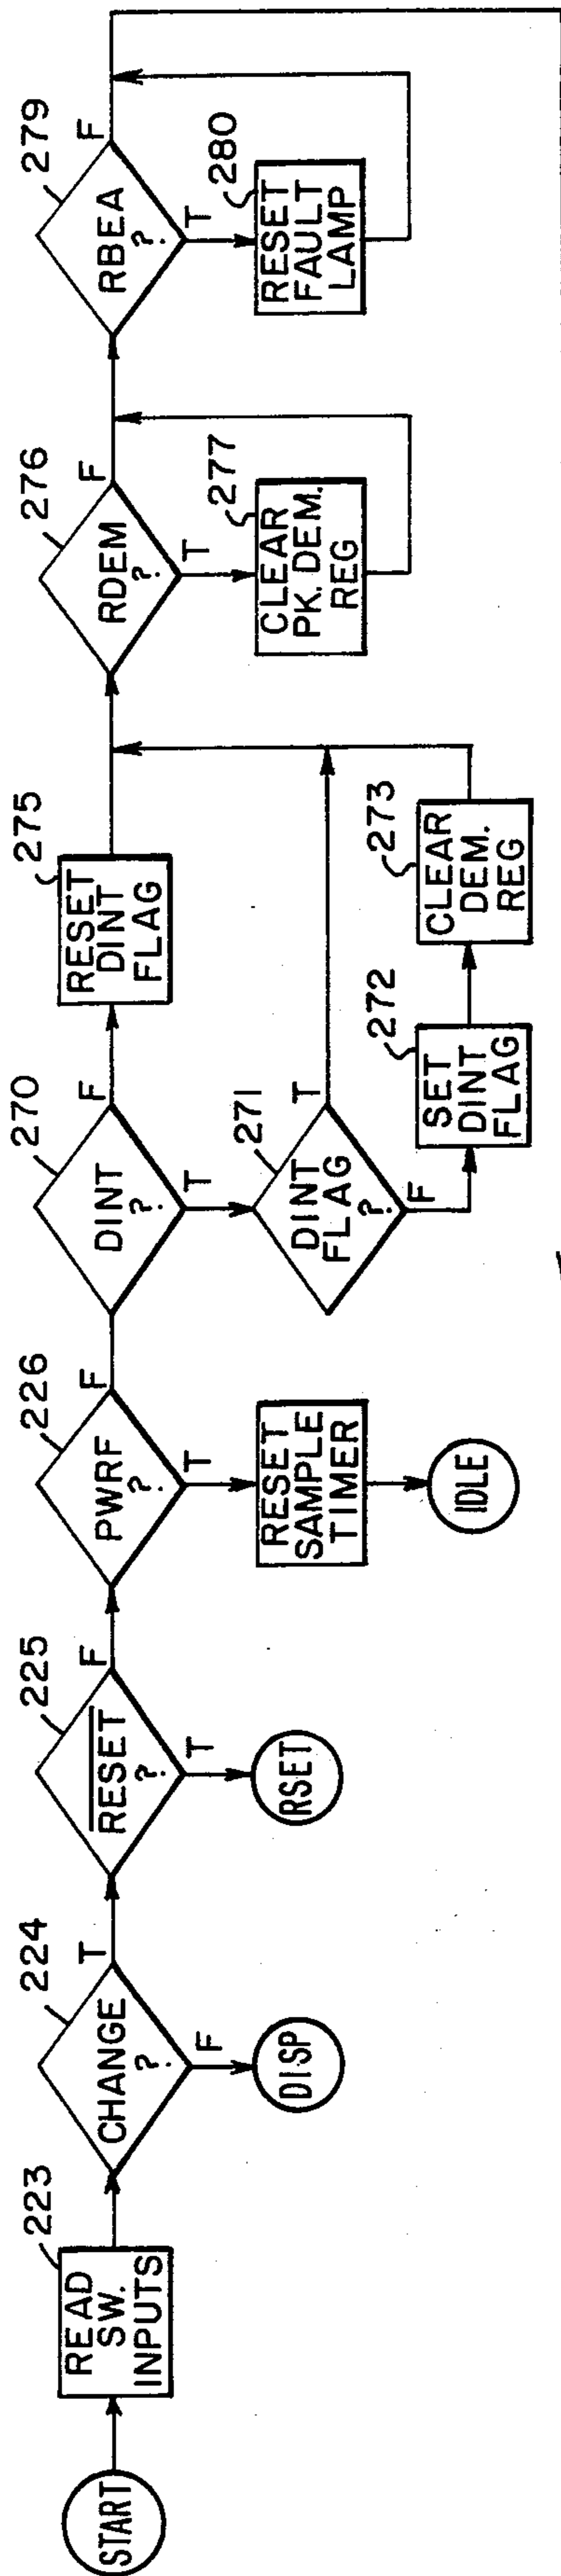 START
223
READ
SW.
INPUTS
224
CHANGE
?
T
F
DISP
225
RESET
?
F
T
RSET
226
PWRF
?
F
T
RESET
SAMPLE
TIMER
IDLE
270
DINT
?
F
T
271
DINT
FLAG
?
T
F
272
SET
DINT
FLAG
273
CLEAR
DEM.
REG
275
RESET
DINT
FLAG
276
RDEM
?
F
T
277
CLEAR
PK. DEM.
REG
279
RBEA
?
F
T
280
RESET
FAULT
LAMP